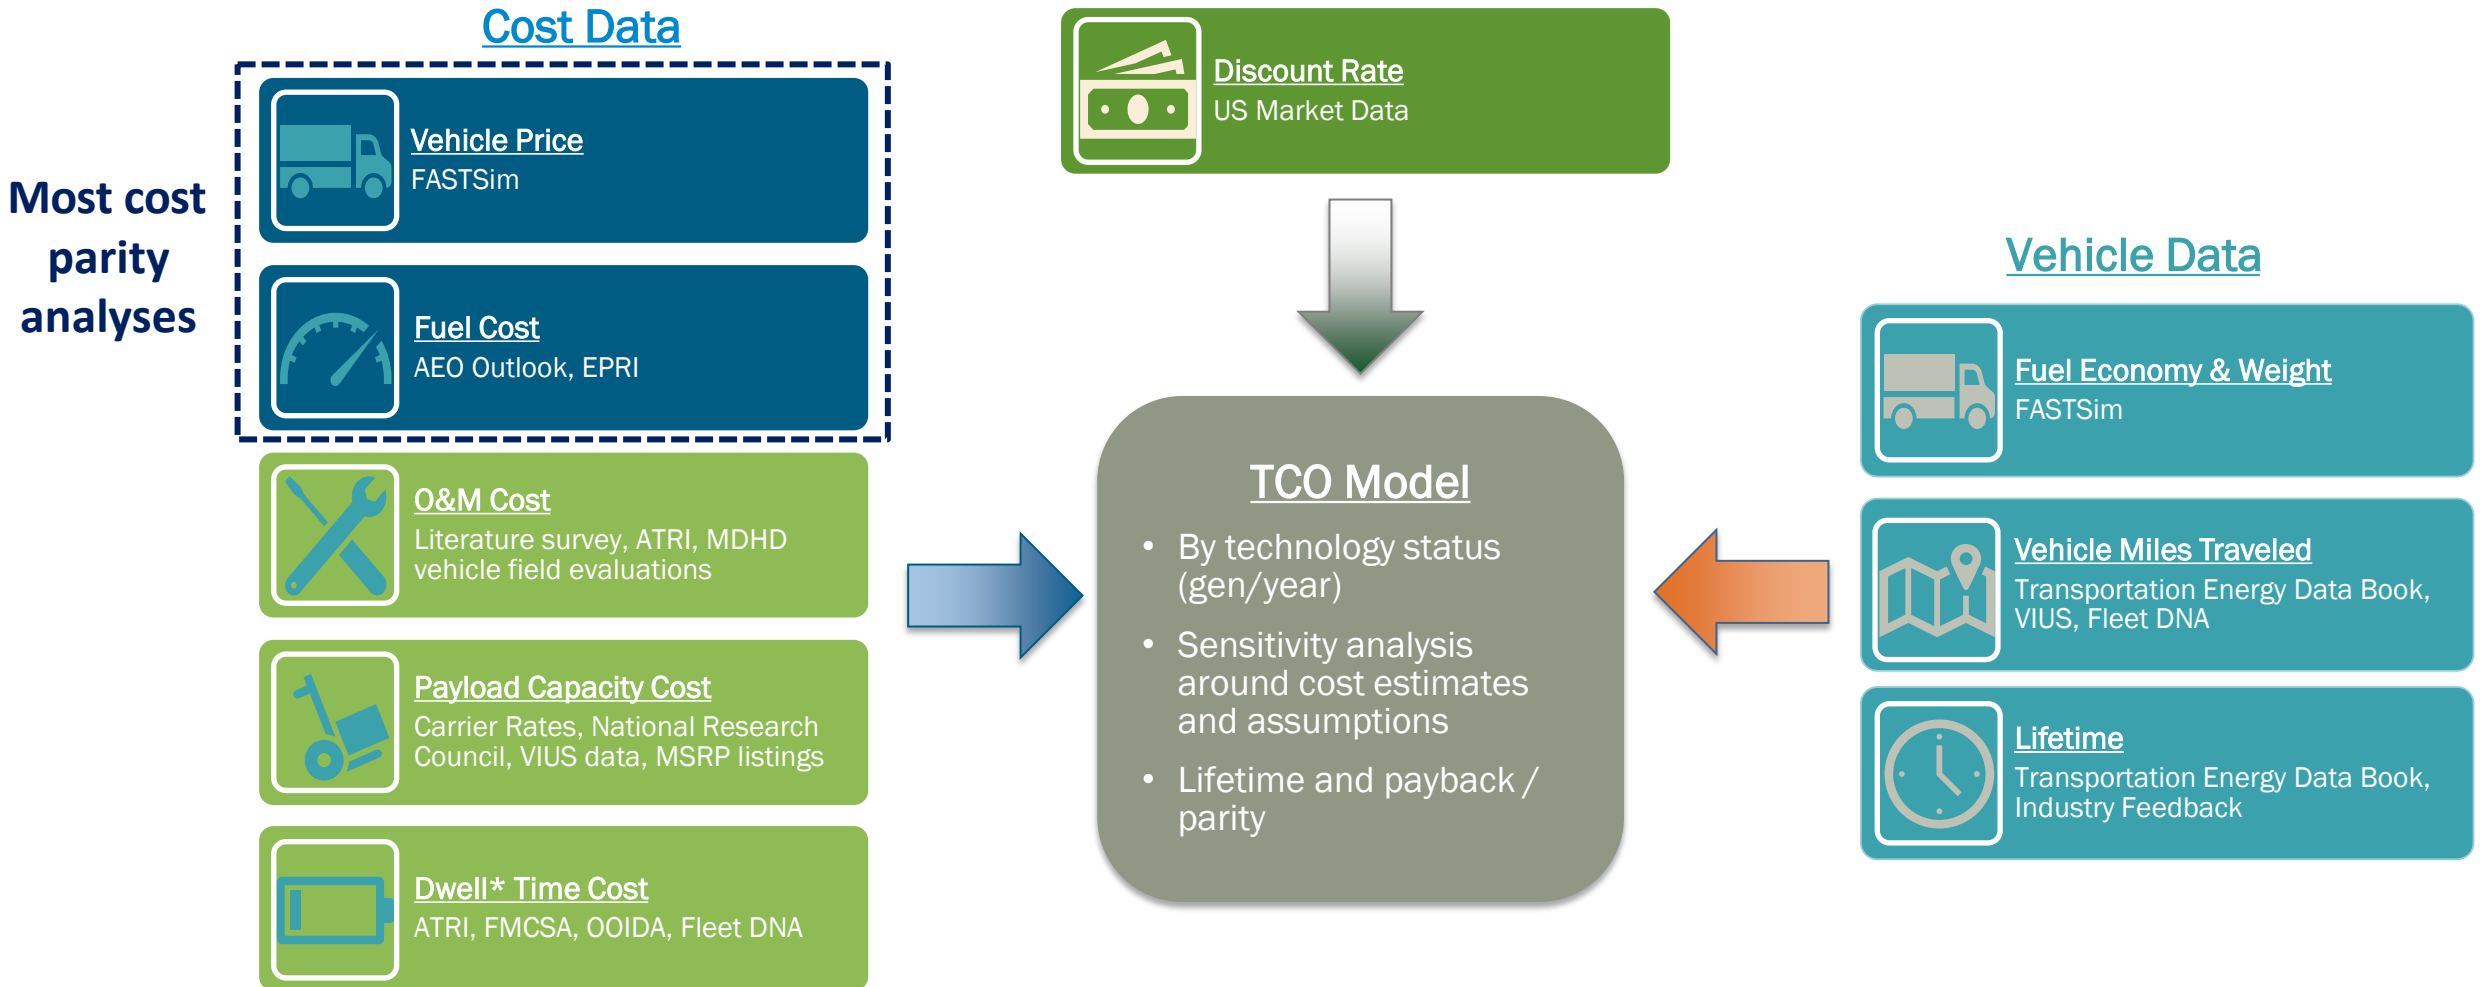 Cost Data
Most cost
parity
analyses
Vehicle Price
FASTSim
Fuel Cost
AEO Outlook, EPRI
O&M Cost
Literature survey, ATRI, MDHD
vehicle field evaluations
Payload Capacity Cost
Carrier Rates, National Research
Council, VIUS data, MSRP listings
Dwell* Time Cost
ATRI, FMCSA, OOIDA, Fleet DNA
Discount Rate
US Market Data
TCO Model
• By technology status
(gen/year)
• Sensitivity analysis
around cost estimates
and assumptions
• Lifetime and payback /
parity
Vehicle Data
Fuel Economy & Weight
FASTSim
Vehicle Miles Traveled
Transportation Energy Data Book,
VIUS, Fleet DNA
Lifetime
Transportation Energy Data Book,
Industry Feedback